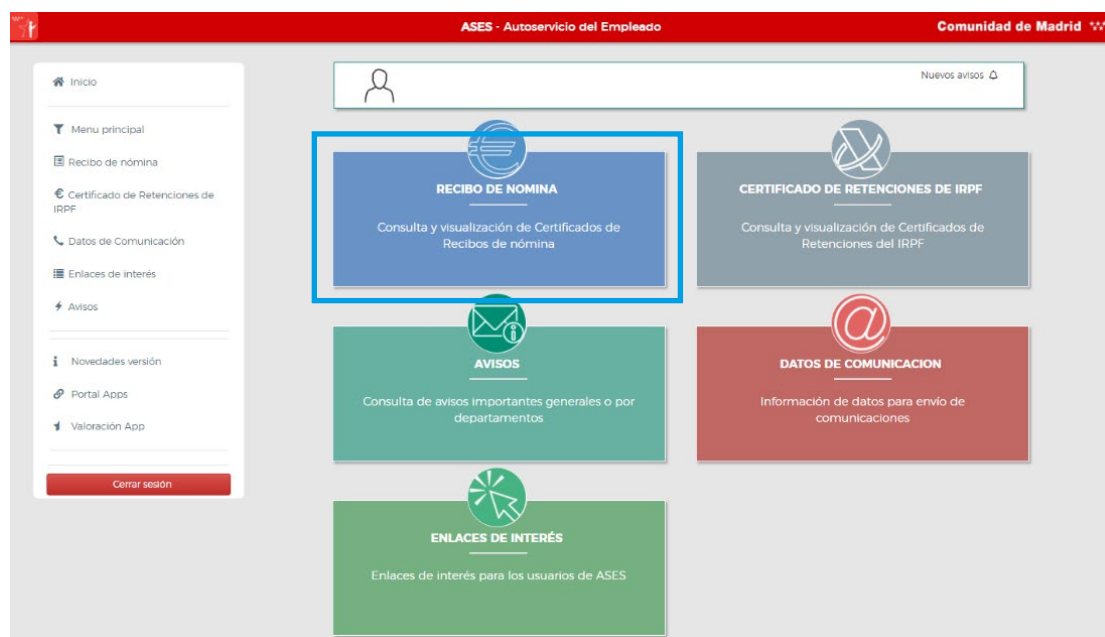 ASES - Autoservicio del Empleado
Comunidad de Madrid
Inicio
Menu principal
Recibo de nómina
Certificado de Retenciones de
IRPF
Datos de Comunicación
Enlaces de interés
Avisos
Novedades versión
Portal Apps
Valoración App
Cerrar sesión
Nuevos avisos
RECIBO DE NOMINA
Consulta y visualización de Certificados de
Recibos de nómina
CERTIFICADO DE RETENCIONES DE IRPF
Consulta y visualización de Certificados de
Retenciones del IRPF
AVISOS
Consulta de avisos importantes generales o por
departamentos
DATOS DE COMUNICACION
Información de datos para envío de
comunicaciones
ENLACES DE INTERÉS
Enlaces de interés para los usuarios de ASES